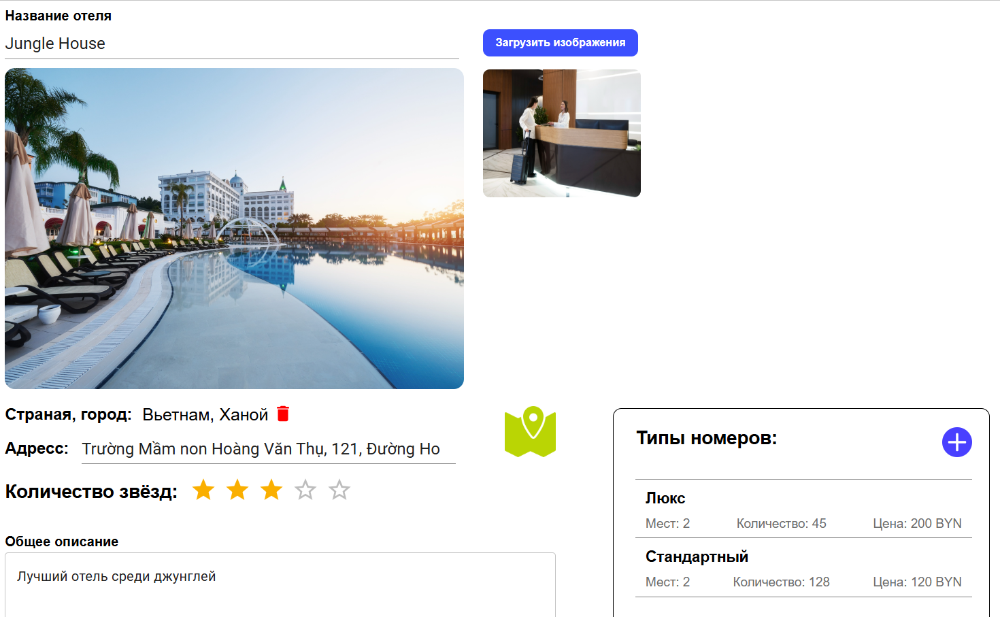 Название отеля
Jungle House
Загрузить изображения
Страная, город: Вьетнам, Ханой
Адресс: Trường Mầm non Hoàng Văn Thụ, 121, Đường Ho
Количество звёзд:
Общее описание
Лучший отель среди джунглей
Типы номеров:
Люкс
Мест: 2 Количество: 45 Цена: 200 BYN
Стандартный
Мест: 2 Количество: 128 Цена: 120 BYN